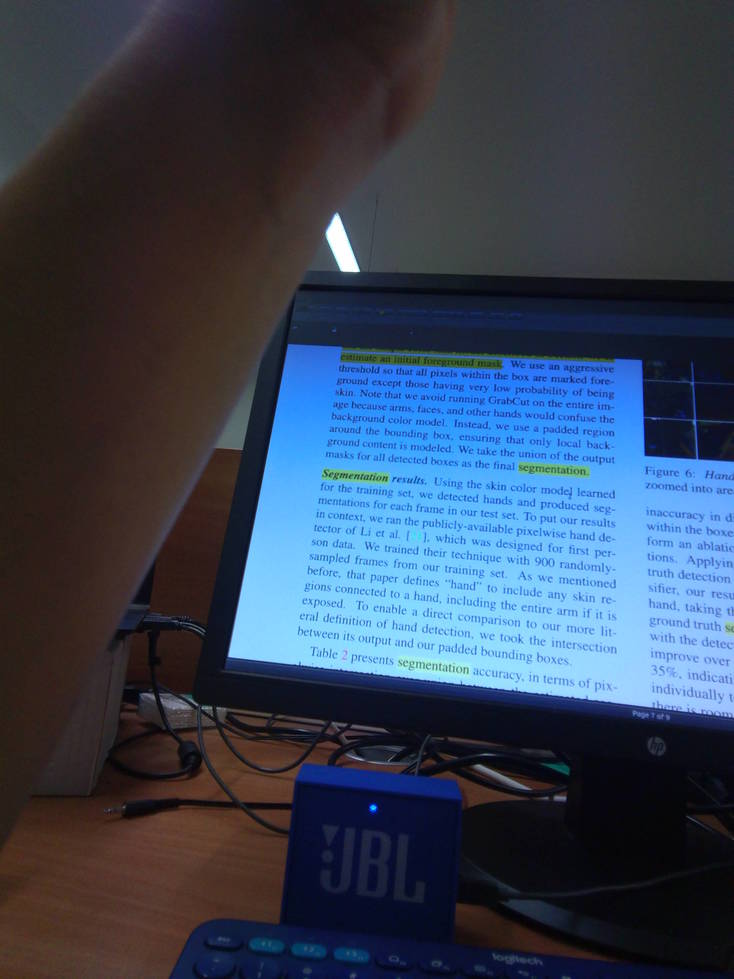 estimate an initial foreground mask. We use an aggressive
threshold so that all pixels within the box are marked fore-
ground except those having very low probability of being
skin. Note that we avoid running GrabCut on the entire im-
age because arms, faces, and other hands would confuse the
background color model. Instead, we use a padded region
around the bounding box, ensuring that only local back-
ground content is modeled. We take the union of the output
masks for all detected boxes as the final segmentation.
Segmentation results. Using the skin color model learned
for the training set, we detected hands and produced seg-
mentations for each frame in our test set. To put our results
in context, we ran the publicly-available pixelwise hand de-
tector of Li et al. [ ], which was designed for first per-
son data. We trained their technique with 900 randomly-
sampled frames from our training set. As we mentioned
before, that paper defines “hand” to include any skin re-
gions connected to a hand, including the entire arm if it is
exposed. To enable a direct comparison to our more lit-
eral definition of hand detection, we took the intersection
between its output and our padded bounding boxes.
Table 2 presents segmentation accuracy, in terms of pix-
Figure 6: Hand
zoomed into are
inaccuracy in d
within the boxe
form an ablatio
tions. Applyin
truth detection
sifier, our resu
hand, taking th
ground truth se
with the detec
improve over
35%, indicati
individually t
there is room
Page 7 of 9
hp
JBL
logitech